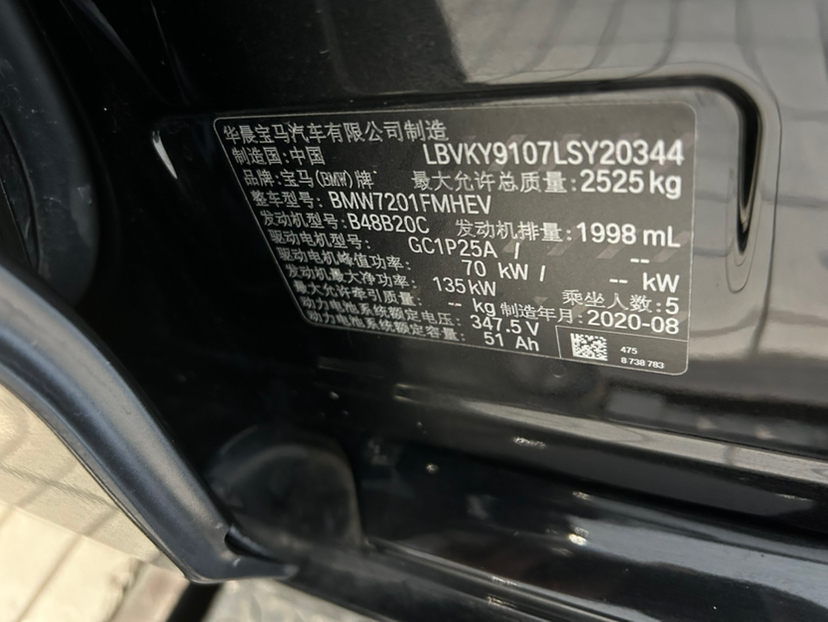 华晨宝马汽车有限公司制造
制造国:中国 LBVKY9107LSY20344
品牌:宝马(BMW)牌 最大允许总质量:2525kg
整车型号:BMW7201FMHEV
发动机型号:B48B20C 发动机排量:1998 mL
驱动电机型号: GC1P25A / --
驱动电机峰值功率: 70 kW / -- kW
发动机最大净功率: 135kW 乘坐人数:5
最大允许牵引质量: -- kg 制造年月:2020-08
动力电池系统额定电压: 347.5 V
动力电池系统额定容量: 51 Ah
475
8 738 783